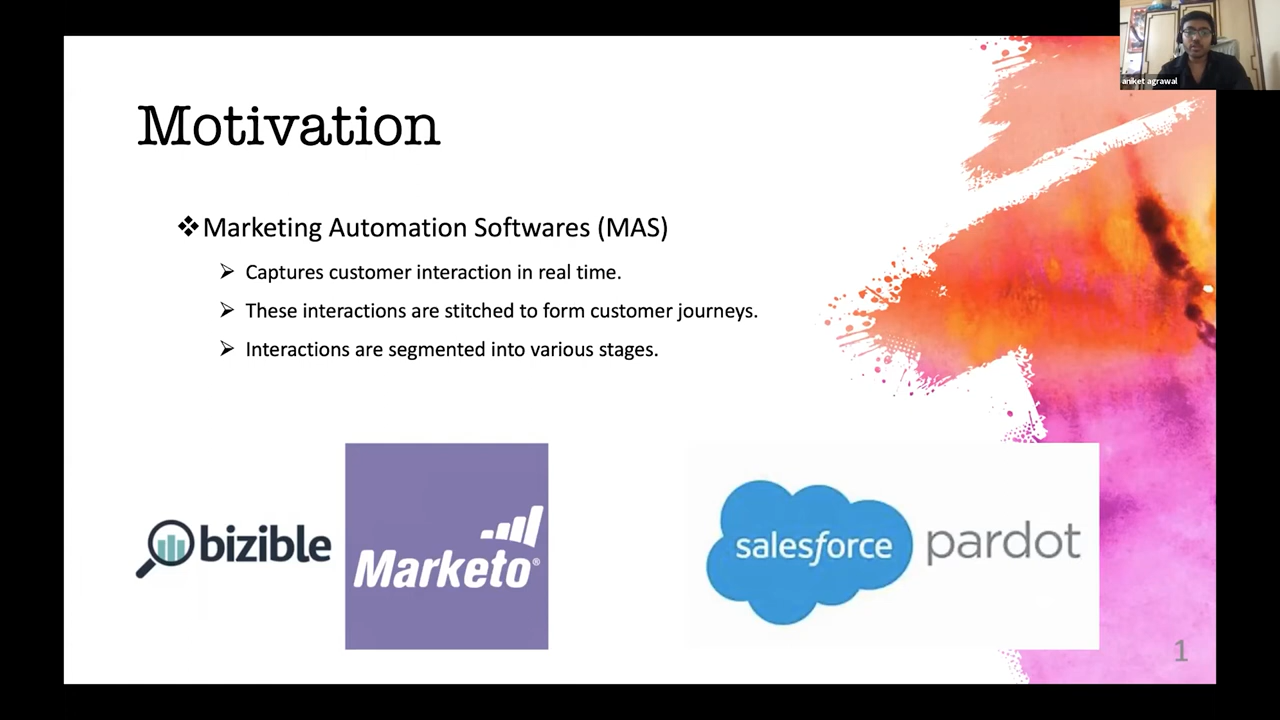 aniket agrawal
Motivation
❖Marketing Automation Softwares (MAS)
➢ Captures customer interaction in real time.
➢ These interactions are stitched to form customer journeys.
➢ Interactions are segmented into various stages.
bizible
Marketo®
salesforce pardot
1